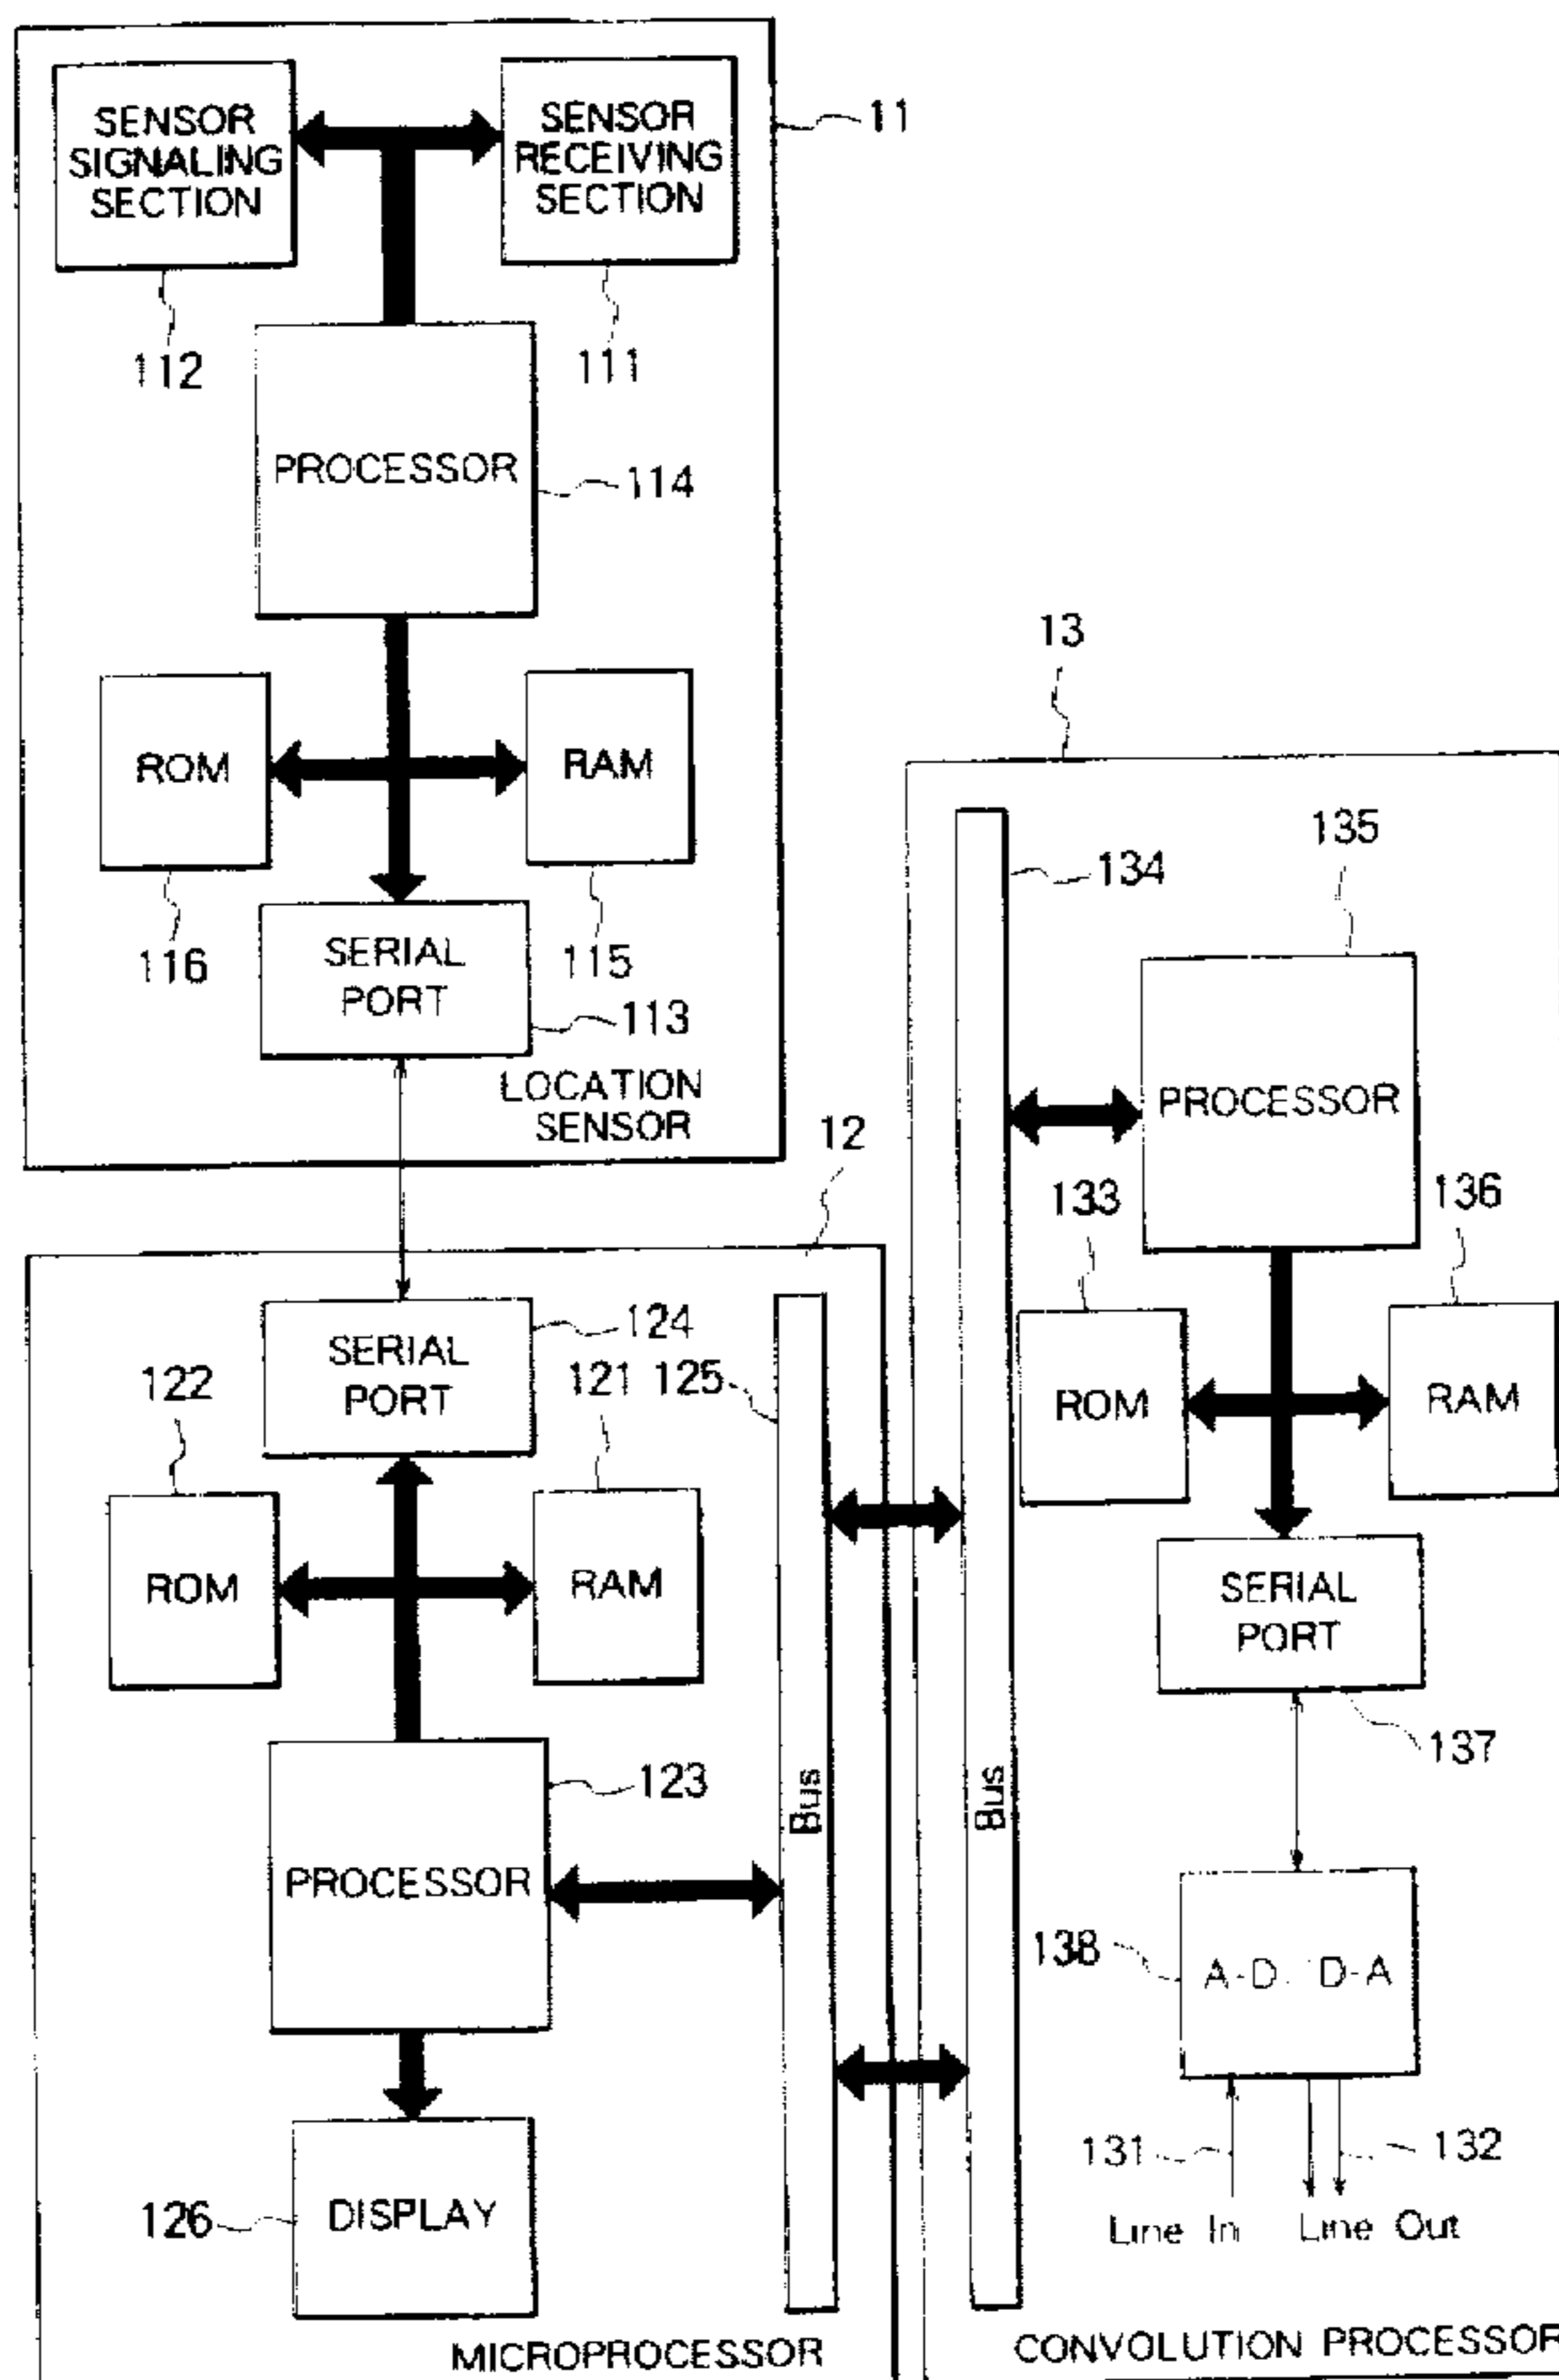 SENSOR
SIGNALING
SECTION
SENSOR
RECEIVING
SECTION
11
112
111
PROCESSOR
114
ROM
RAM
116
115
SERIAL
PORT
113
LOCATION
SENSOR
13
134
135
PROCESSOR
133
136
ROM
RAM
SERIAL
PORT
137
138
A-D D-A
131
132
Line In
Line Out
Bus
CONVOLUTION PROCESSOR
12
SERIAL
PORT
124
122
121
125
ROM
RAM
123
PROCESSOR
Bus
126
DISPLAY
MICROPROCESSOR